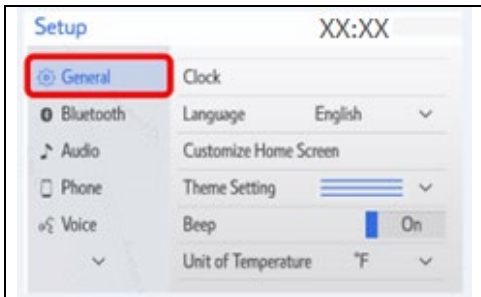 Setup XX:XX
General
Bluetooth
Audio
Phone
Voice
Clock
Language English
Customize Home Screen
Theme Setting
Beep On
Unit of Temperature °F